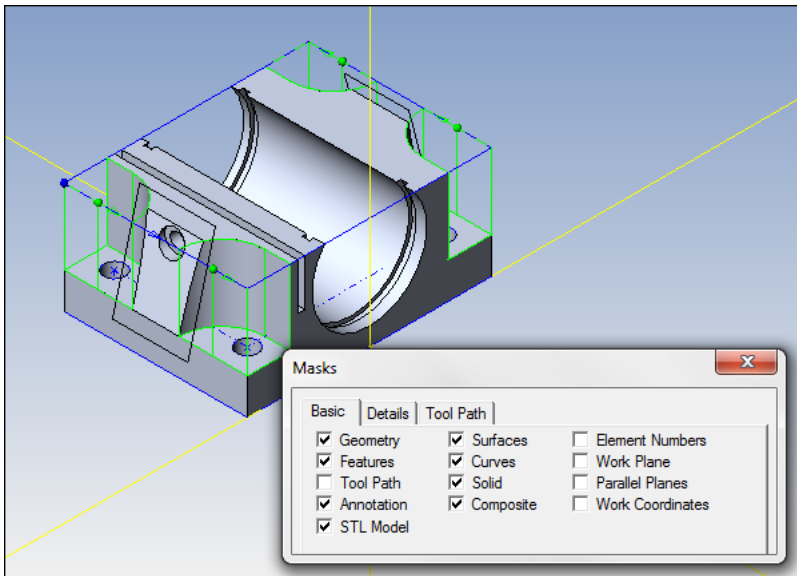 Masks
Basic Details Tool Path
Geometry Surfaces Element Numbers
Features Curves Work Plane
Tool Path Solid Parallel Planes
Annotation Composite Work Coordinates
STL Model